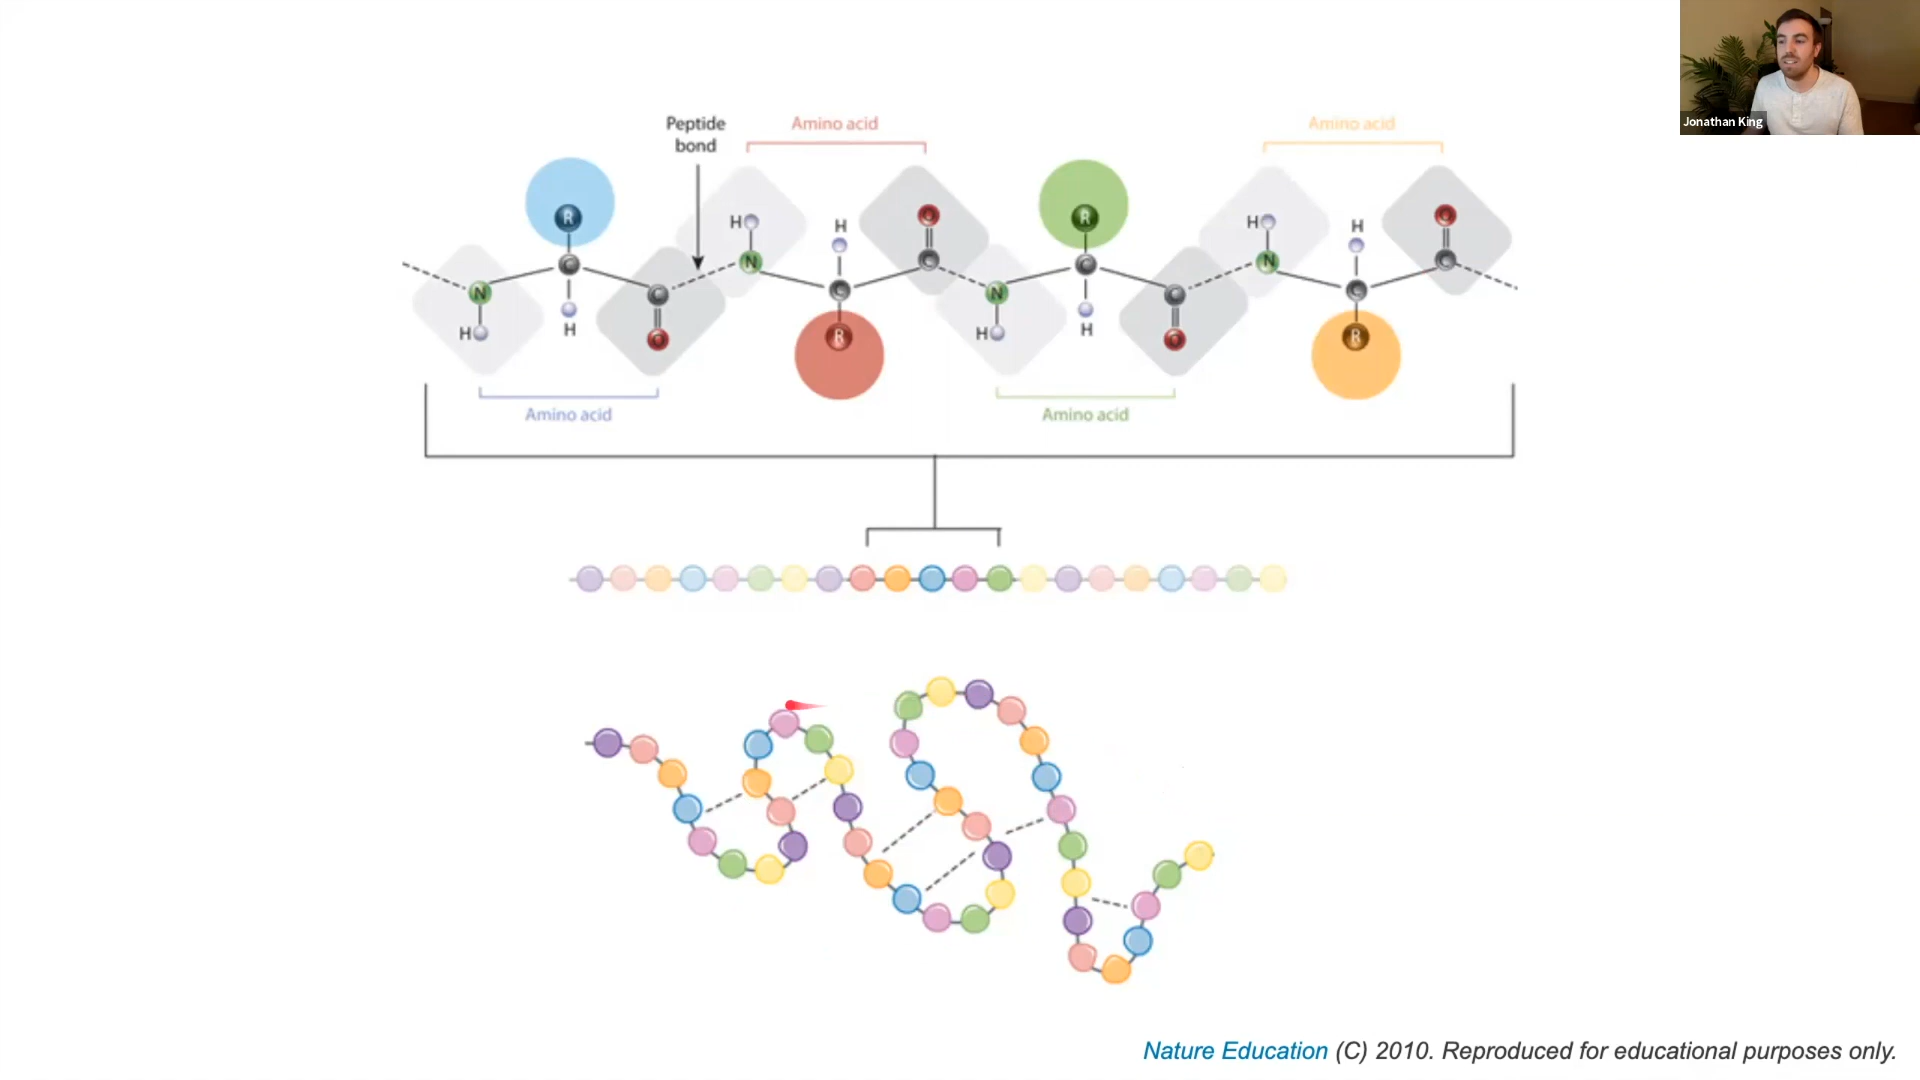 Jonathan King
Peptide
bond
Amino acid
Amino acid
H
R
H
O
R
H
H
O
N
C
N
C
N
C
C
N
C
C
C
N
C
C
H
H
O
R
H
H
O
R
Amino acid
Amino acid
Nature Education (C) 2010. Reproduced for educational purposes only.